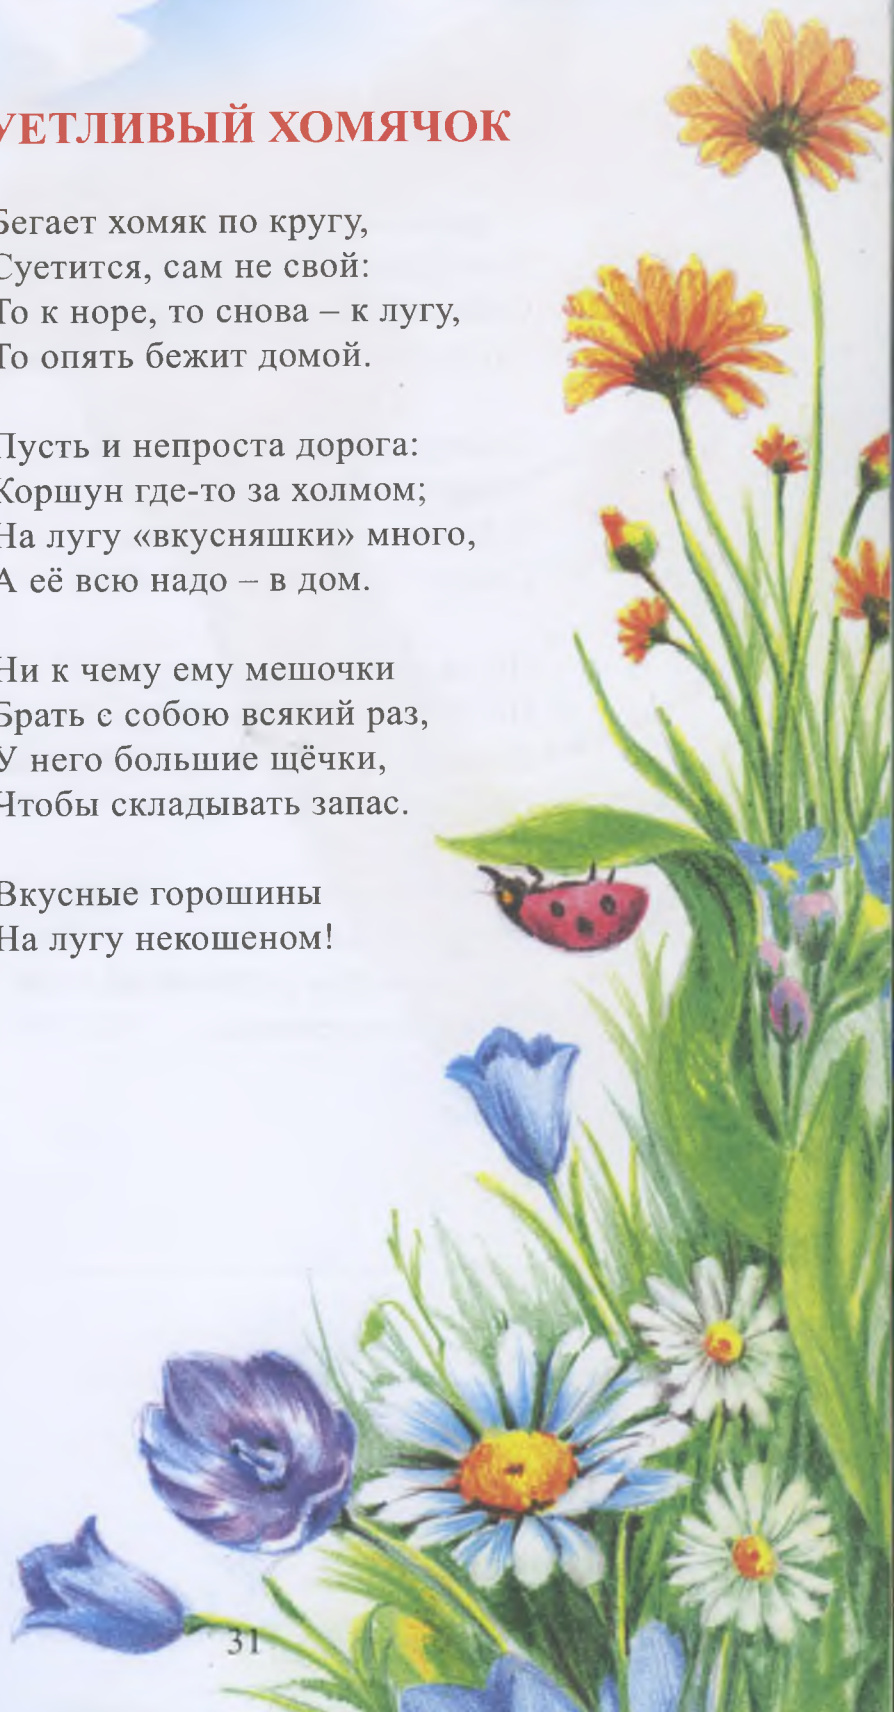 УЕТЛИВЫЙ ХОМЯЧОК
Бегает хомяк по кругу,
Суетится, сам не свой:
То к норе, то снова – к лугу,
То опять бежит домой.
Пусть и непроста дорога:
Коршун где-то за холмом;
На лугу «вкусняшки» много,
А её всю надо – в дом.
Ни к чему ему мешочки
Брать с собою всякий раз,
У него большие щёчки,
Чтобы складывать запас.
Вкусные горошины
На лугу некошеном!
31